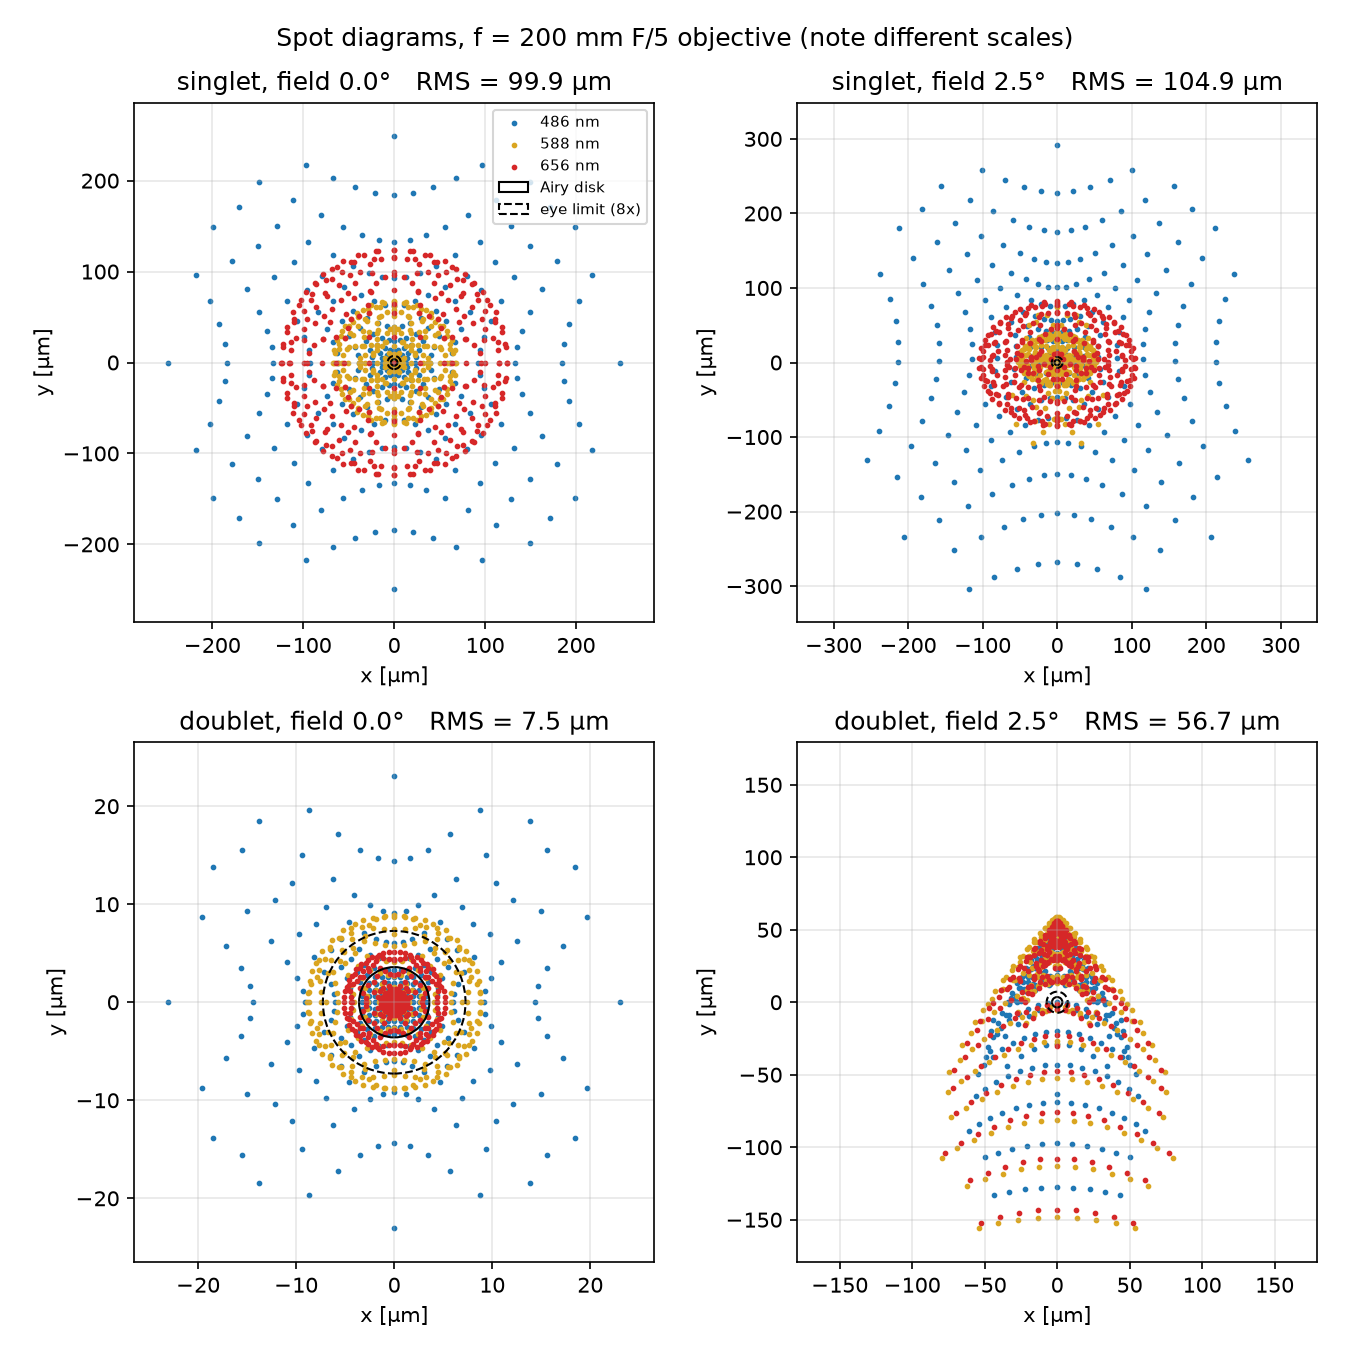 Spot diagrams, f = 200 mm F/5 objective (note different scales)
singlet, field 0.0°   RMS = 99.9 µm
486 nm
588 nm
656 nm
Airy disk
eye limit (8x)
200
100
0
−100
−200
y [µm]
−200 −100 0 100 200
x [µm]
singlet, field 2.5°   RMS = 104.9 µm
300
200
100
0
−100
−200
−300
y [µm]
−300 −200 −100 0 100 200 300
x [µm]
doublet, field 0.0°   RMS = 7.5 µm
20
10
0
−10
−20
y [µm]
−20 −10 0 10 20
x [µm]
doublet, field 2.5°   RMS = 56.7 µm
150
100
50
0
−50
−100
−150
y [µm]
−150 −100 −50 0 50 100 150
x [µm]